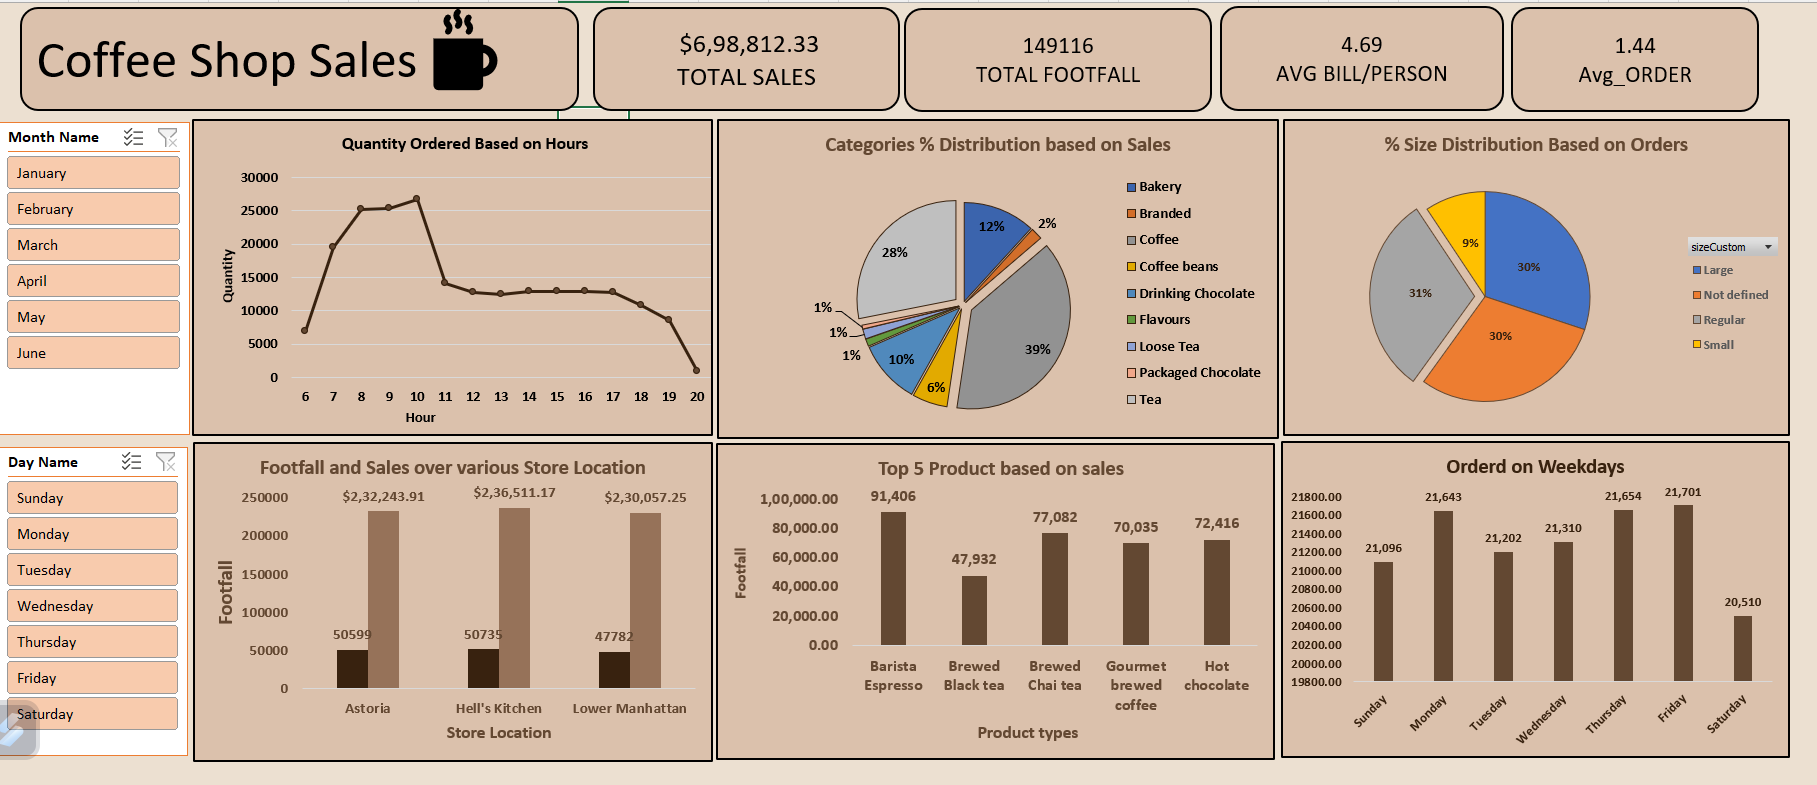 Coffee Shop Sales
$6,98,812.33
TOTAL SALES
149116
TOTAL FOOTFALL
4.69
AVG BILL/PERSON
1.44
Avg_ORDER
Month Name
January
February
March
April
May
June
Quantity Ordered Based on Hours
30000
25000
20000
15000
10000
5000
0
Quantity
6 7 8 9 10 11 12 13 14 15 16 17 18 19 20
Hour
Categories % Distribution based on Sales
12%
2%
39%
6%
10%
1%
1%
1%
28%
Bakery
Branded
Coffee
Coffee beans
Drinking Chocolate
Flavours
Loose Tea
Packaged Chocolate
Tea
% Size Distribution Based on Orders
30%
30%
31%
9%
sizeCustom
Large
Not defined
Regular
Small
Day Name
Sunday
Monday
Tuesday
Wednesday
Thursday
Friday
Saturday
Footfall and Sales over various Store Location
250000
200000
150000
100000
50000
0
Footfall
$2,32,243.91
$2,36,511.17
$2,30,057.25
50599
50735
47782
Astoria
Hell's Kitchen
Lower Manhattan
Store Location
Top 5 Product based on sales
1,00,000.00
80,000.00
60,000.00
40,000.00
20,000.00
0.00
Footfall
91,406
47,932
77,082
70,035
72,416
Barista
Espresso
Brewed
Black tea
Brewed
Chai tea
Gourmet
brewed
coffee
Hot
chocolate
Product types
Orderd on Weekdays
21800.00
21600.00
21400.00
21200.00
21000.00
20800.00
20600.00
20400.00
20200.00
20000.00
19800.00
21,096
21,643
21,202
21,310
21,654
21,701
20,510
Sunday
Monday
Tuesday
Wednesday
Thursday
Friday
Saturday